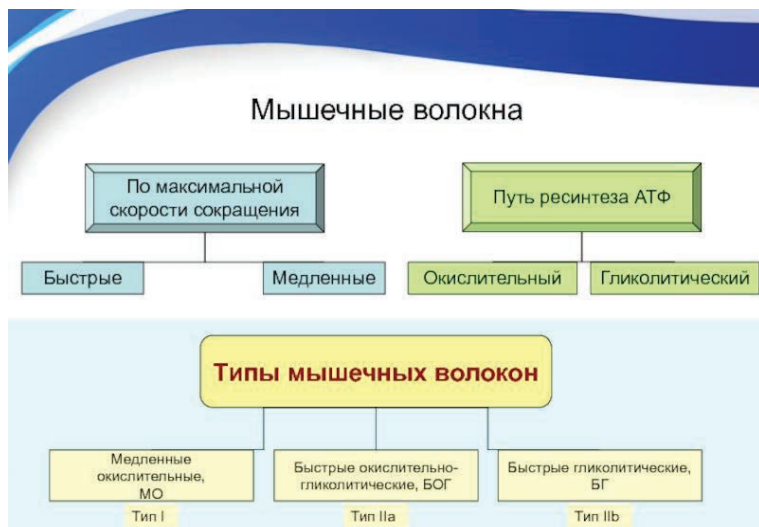 Мышечные волокна
По максимальной
скорости сокращения
Путь ресинтеза АТФ
Быстрые
Медленные
Окислительный
Гликолитический
Типы мышечных волокон
Медленные
окислительные,
МО
Быстрые окислительно-
гликолитические, БОГ
Быстрые гликолитические,
БГ
Тип I
Тип IIa
Тип IIb